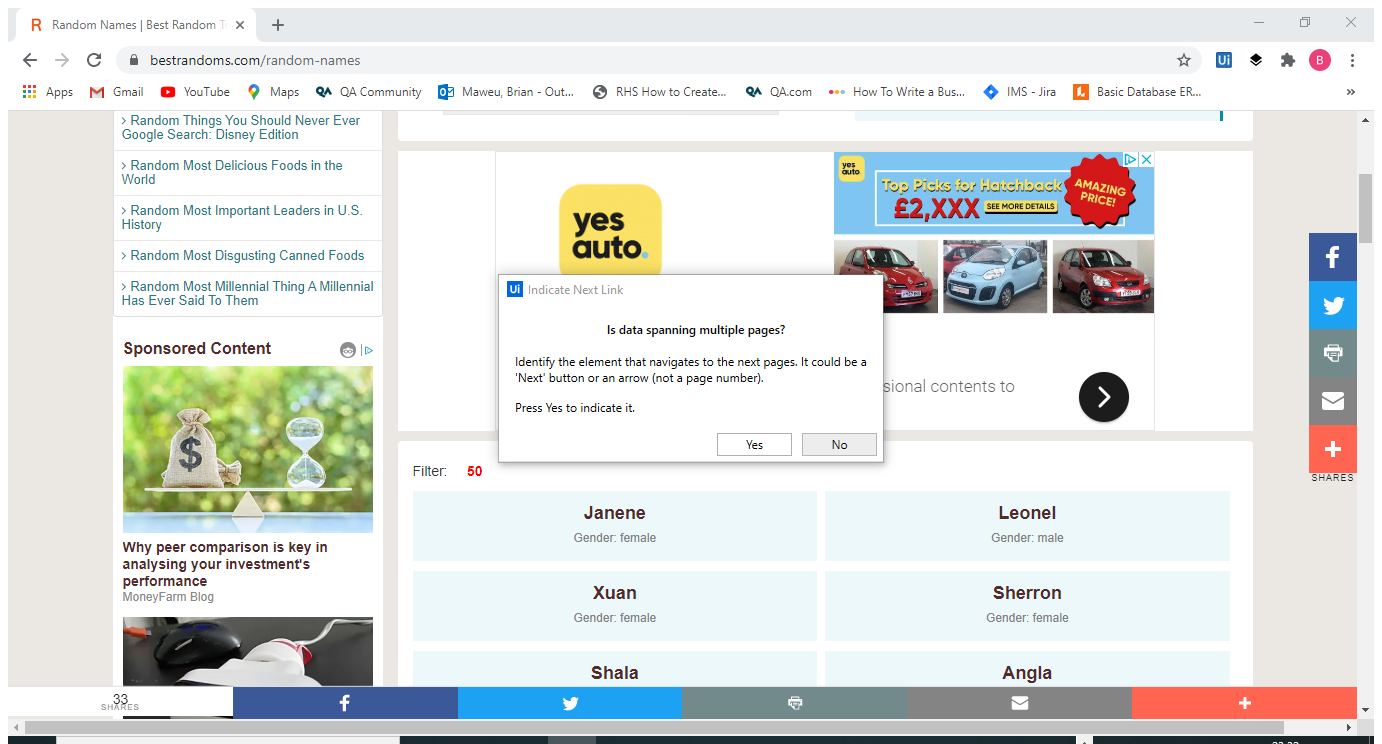 R Random Names | Best Random T
bestrandoms.com/random-names
Ui
B
Apps
Gmail
YouTube
Maps
QA Community
Maweu, Brian - Out...
RHS How to Create...
QA.com
How To Write a Bus...
IMS - Jira
Basic Database ER...
»
> Random Things You Should Never Ever
Google Search: Disney Edition
> Random Most Delicious Foods in the
World
> Random Most Important Leaders in U.S.
History
> Random Most Disgusting Canned Foods
> Random Most Millennial Thing A Millennial
Has Ever Said To Them
Sponsored Content
$
Why peer comparison is key in
analysing your investment's
performance
MoneyFarm Blog
yes
auto.
yes
auto
Top Picks for Hatchback
£2,XXX SEE MORE DETAILS
AMAZING
PRICE!
sional contents to
Ui Indicate Next Link
Is data spanning multiple pages?
Identify the element that navigates to the next pages. It could be a
'Next' button or an arrow (not a page number).
Press Yes to indicate it.
Yes No
Filter: 50
Janene
Gender: female
Leonel
Gender: male
Xuan
Gender: female
Sherron
Gender: female
Shala
Angla
SHARES
33
SHARES